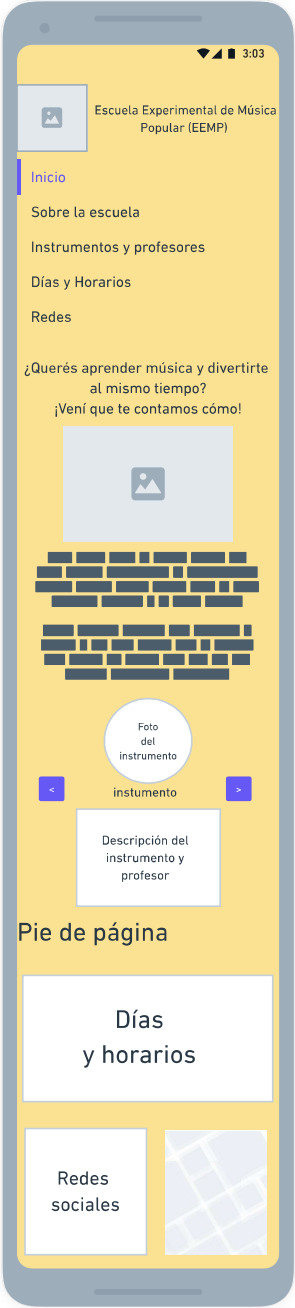 3:03
Escuela Experimental de Música
Popular (EEMP)
Inicio
Sobre la escuela
Instrumentos y profesores
Días y Horarios
Redes
¿Querés aprender música y divertirte
al mismo tiempo?
¡Vení que te contamos cómo!
Foto
del
instrumento
< instumento >
Descripción del
instrumento y
profesor
Pie de página
Días
y horarios
Redes
sociales